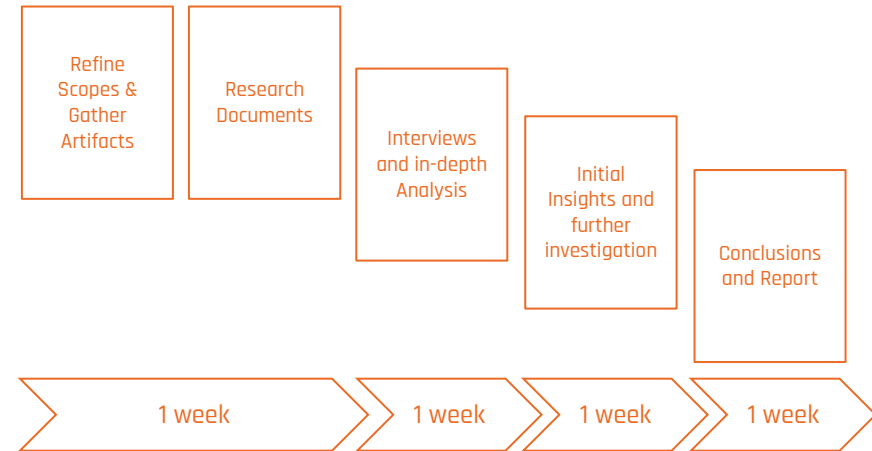 Refine
Scopes &
Gather
Artifacts
Research
Documents
Interviews
and in-depth
Analysis
Initial
Insights and
further
investigation
Conclusions
and Report
1 week
1 week
1 week
1 week